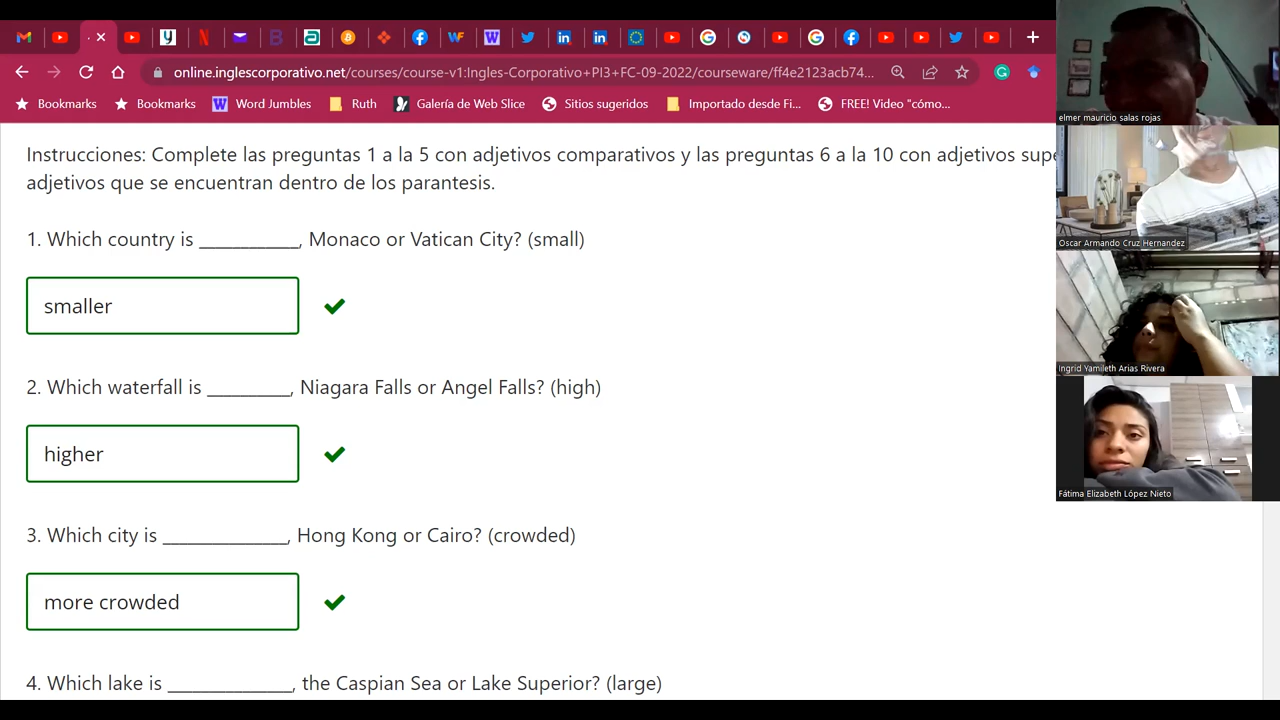 online.inglescorporativo.net/courses/course-v1:Ingles-Corporativo+PI3+FC-09-2022/courseware/ff4e2123acb74...
Bookmarks Bookmarks Word Jumbles Ruth Galería de Web Slice Sitios sugeridos Importado desde Fi... FREE! Video "cómo...
Instrucciones: Complete las preguntas 1 a la 5 con adjetivos comparativos y las preguntas 6 a la 10 con adjetivos supe
adjetivos que se encuentran dentro de los parantesis.
1. Which country is ___________, Monaco or Vatican City? (small)
smaller
2. Which waterfall is _________, Niagara Falls or Angel Falls? (high)
higher
3. Which city is ______________, Hong Kong or Cairo? (crowded)
more crowded
4. Which lake is ______________, the Caspian Sea or Lake Superior? (large)
elmer mauricio salas rojas
Oscar Armando Cruz Hernandez
Ingrid Yamileth Arias Rivera
Fátima Elizabeth López Nieto